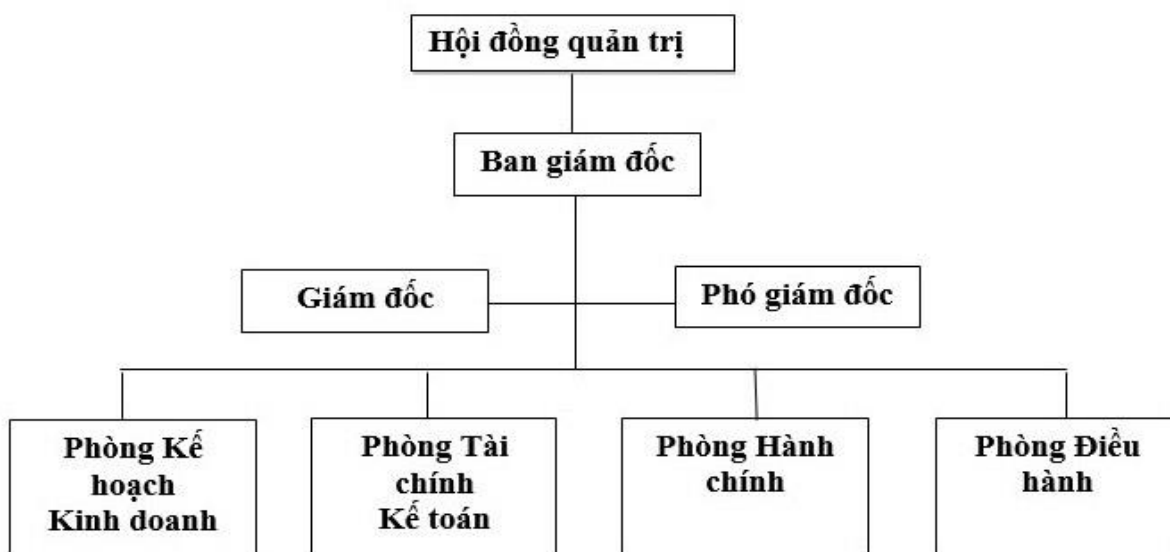 Hội đồng quản trị
Ban giám đốc
Giám đốc
Phó giám đốc
Phòng Kế
hoạch
Kinh doanh
Phòng Tài
chính
Kế toán
Phòng Hành
chính
Phòng Điều
hành